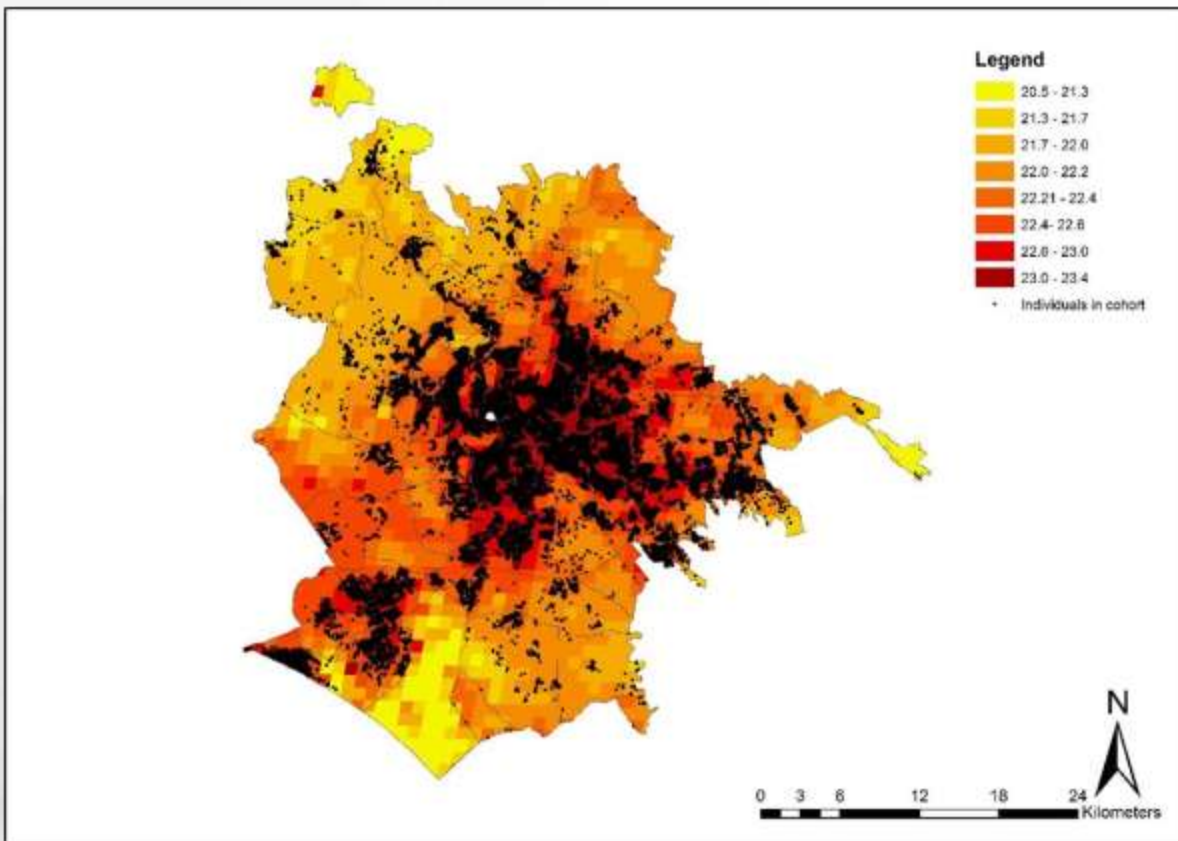 Legend
20.5 - 21.3
21.3 - 21.7
21.7 - 22.0
22.0 - 22.2
22.21 - 22.4
22.4- 22.6
22.6 - 23.0
23.0 - 23.4
Individuals in cohort
N
0 3 6 12 18 24
Kilometers